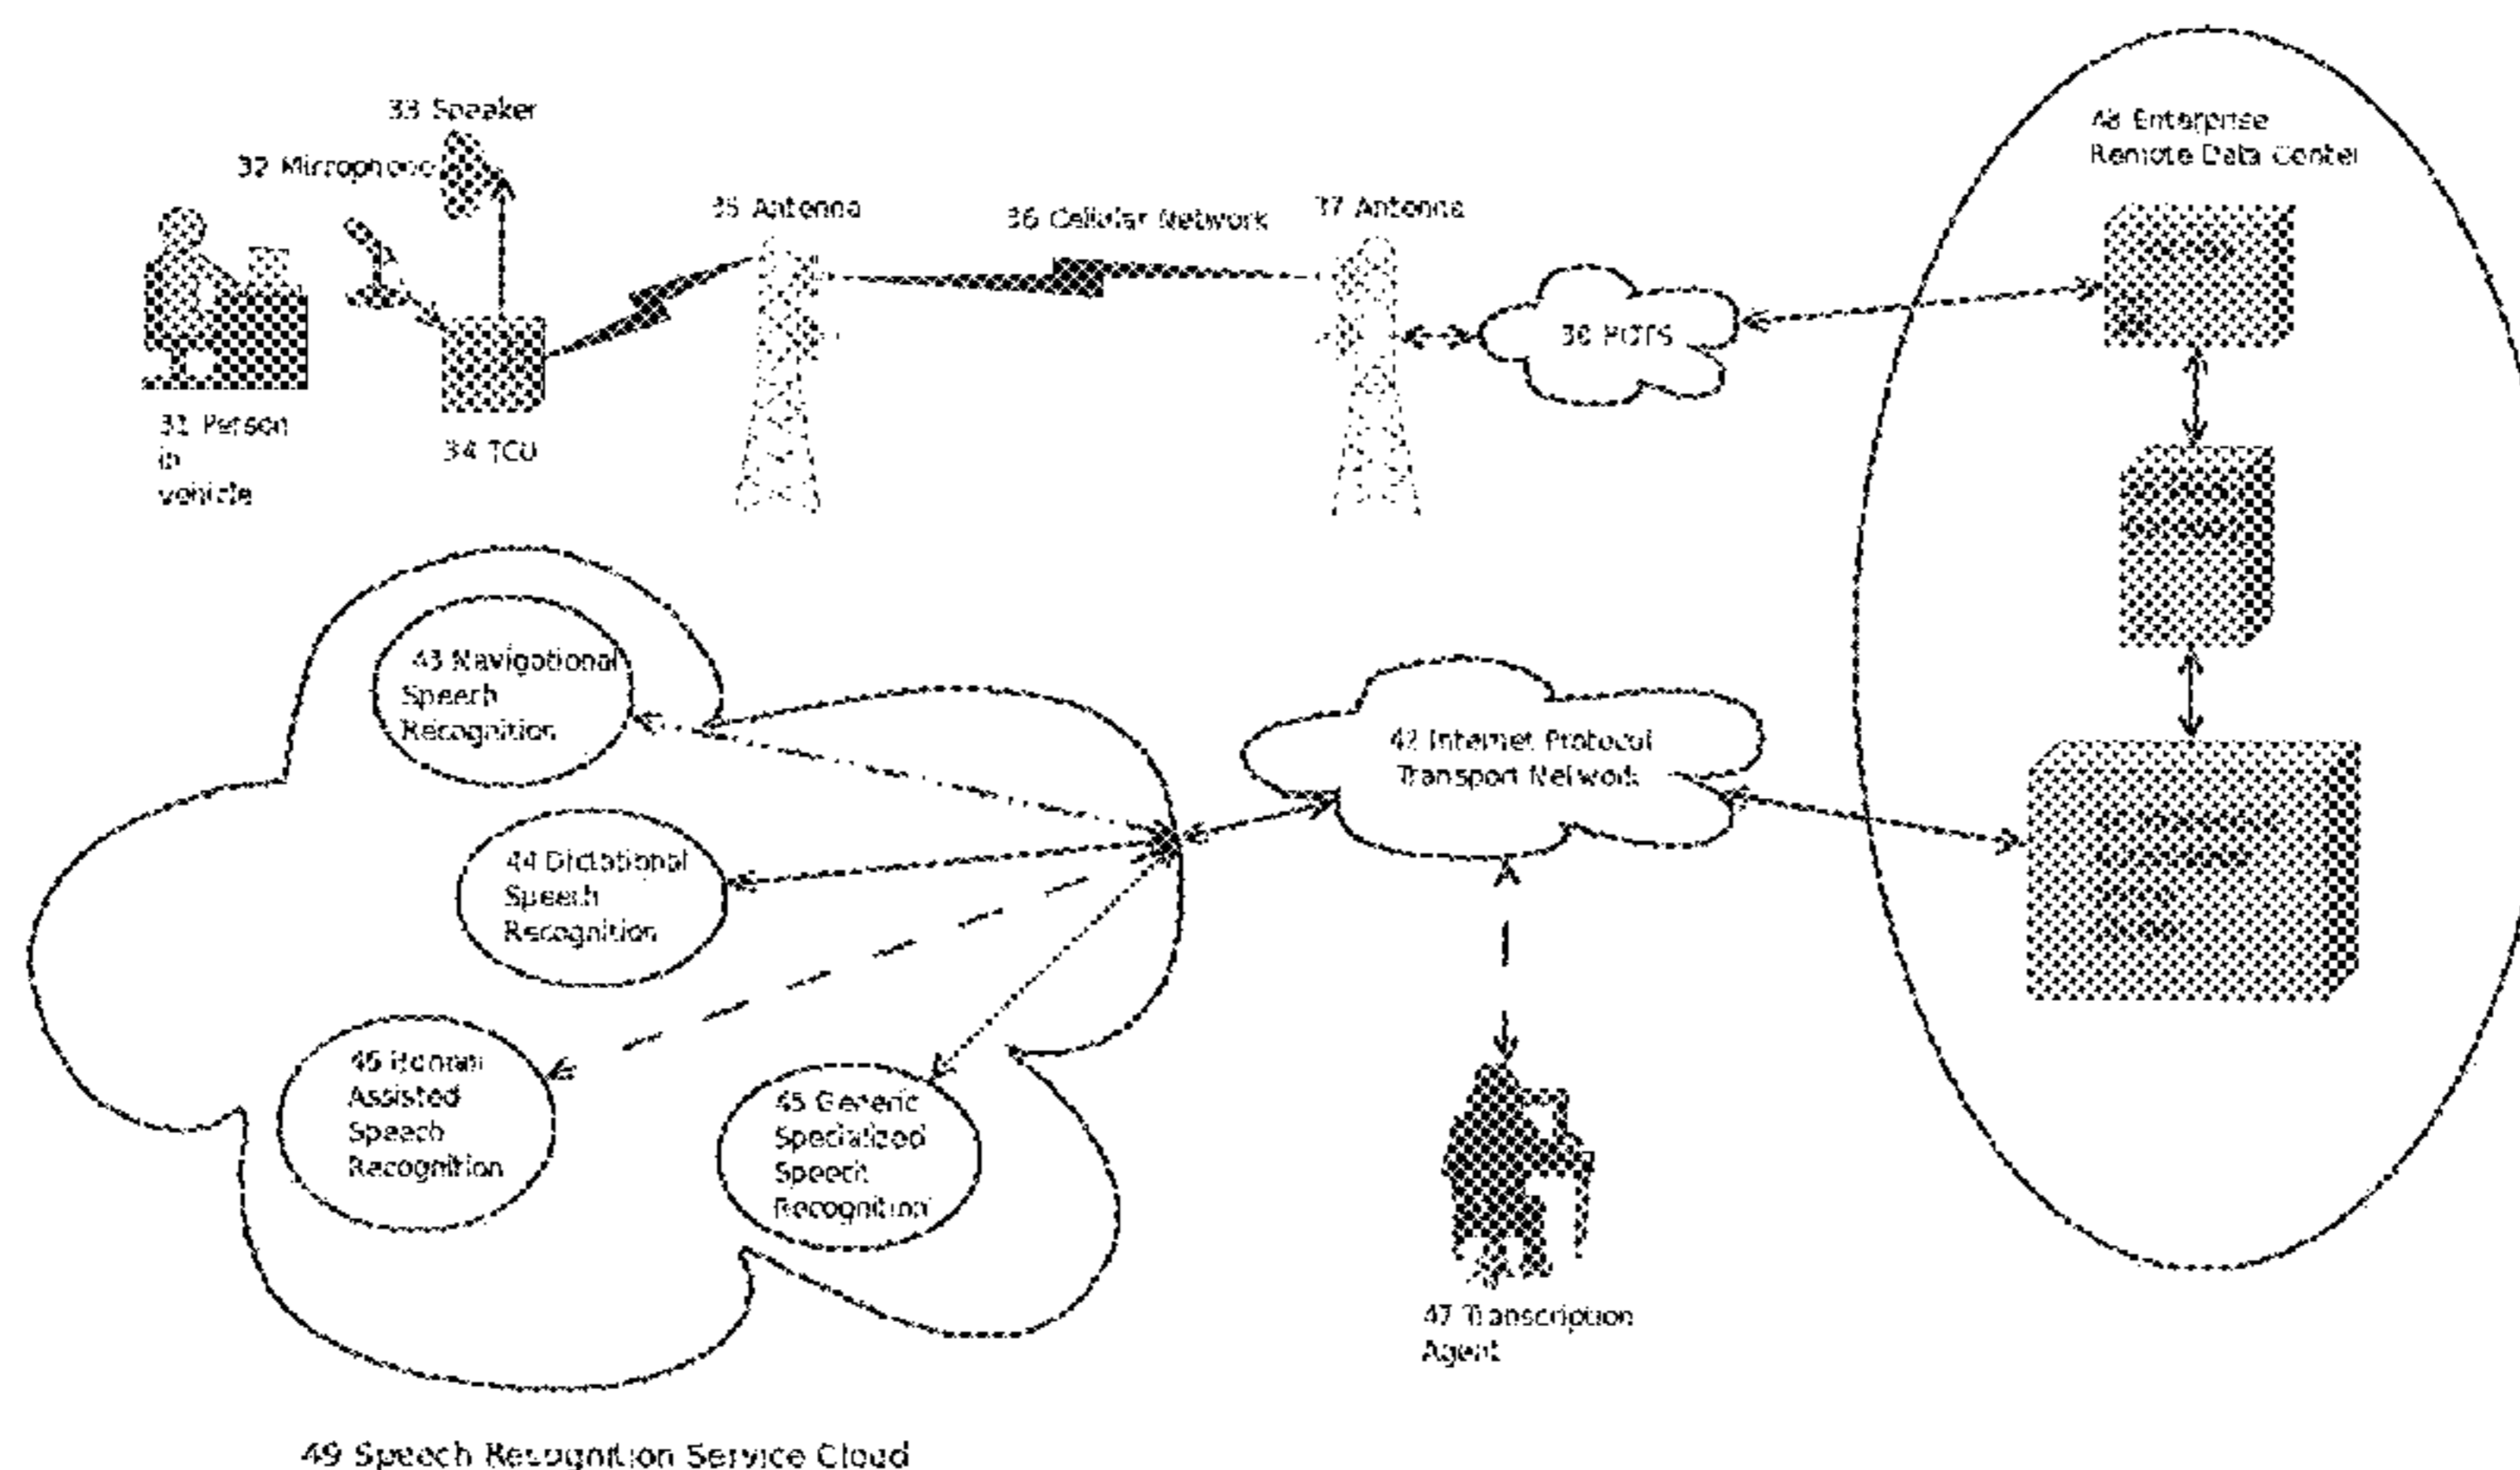 33 Speaker
32 Microphone
48 Enterprise
Remote Data Center
35 Antenna
36 Cellular Network
37 Antenna
38 POTS
31 Person
in
vehicle
34 TCU
43 Navigational
Speech
Recognition
42 Internet Protocol
Transport Network
44 Dictational
Speech
Recognition
46 Human
Assisted
Speech
Recognition
45 Generic
Specialized
Speech
Recognition
47 Transcription
Agent
49 Speech Recognition Service Cloud